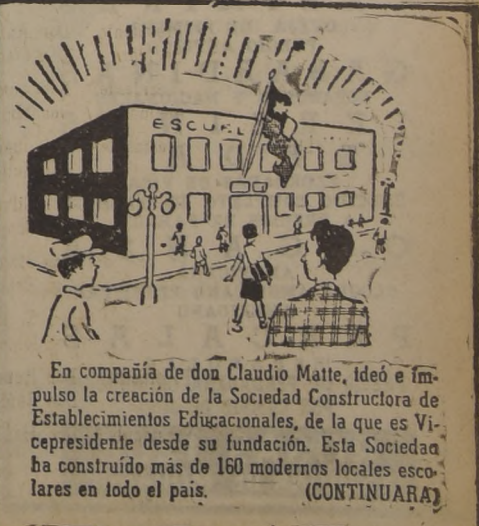 ESCUEL
En compañía de don Claudio Matte, ideó e im-
pulso la creación de la Sociedad Constructora de
Establecimientos Educacionales, de la que es Vi-
cepresidente desde su fundación. Esta Sociedad
ha construído más de 160 modernos locales esco-
lares en todo el país. (CONTINUARA)